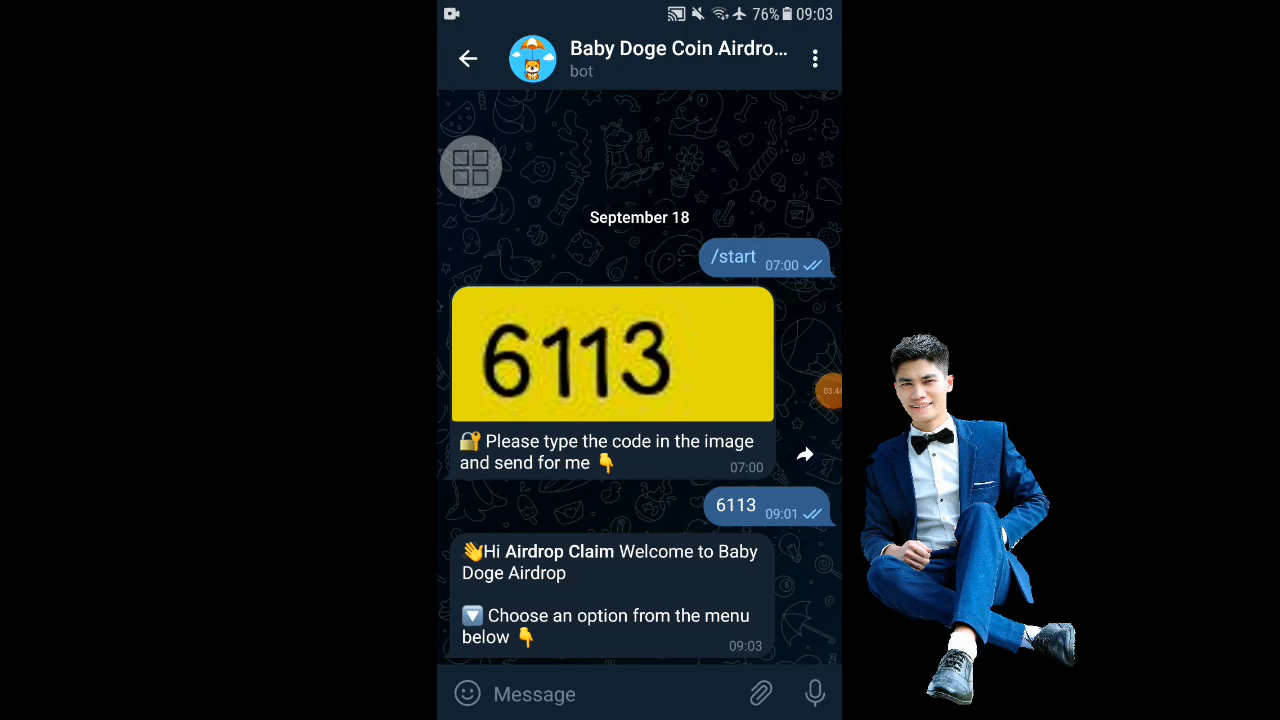 76% 09:03
Baby Doge Coin Airdro...
bot
September 18
/start 07:00
6113
🔐 Please type the code in the image
and send for me 👇 07:00
03:44
6113 09:01
👋Hi Airdrop Claim Welcome to Baby
Doge Airdrop
🔽 Choose an option from the menu
below 👇 09:03
Message